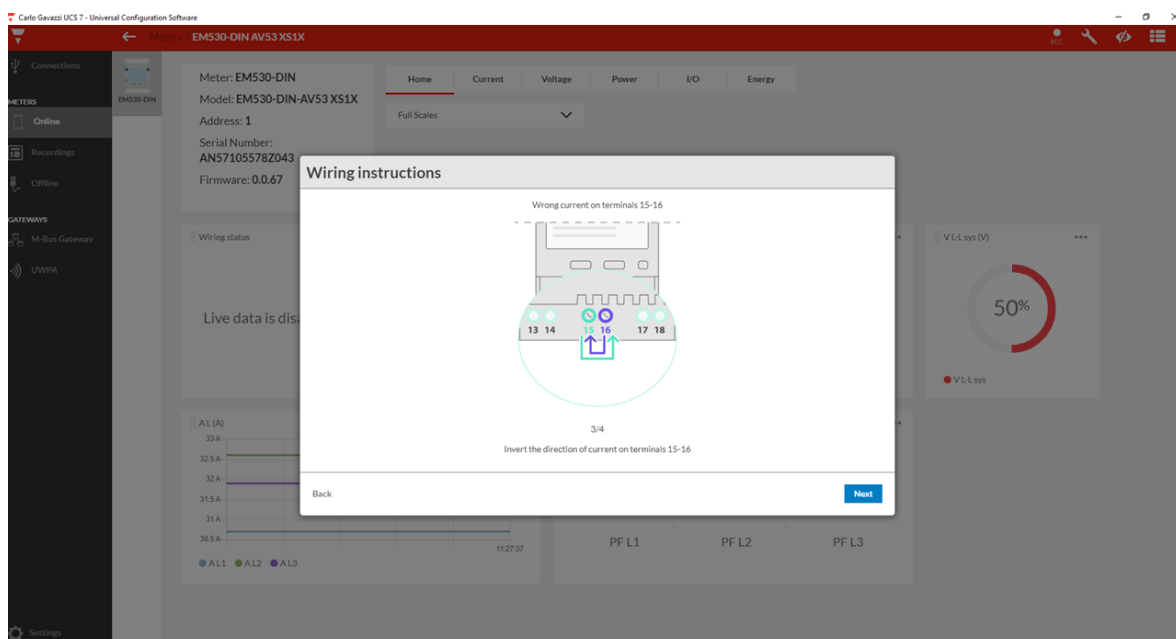 Carlo Gavazzi UCS 7 - Universal Configuration Software
Meters / EM530-DIN AV53 XS1X
REC
Connections
METERS
Online
Recordings
Offline
GATEWAYS
M-Bus Gateway
UWPA
Settings
EM530-DIN
Meter: EM530-DIN
Model: EM530-DIN-AV53 XS1X
Address: 1
Serial Number:
AN57105578Z043
Firmware: 0.0.67
Home Current Voltage Power I/O Energy
Full Scales
Wiring status
Live data is
Wiring instructions
Wrong current on terminals 15-16
13 14 15 16 17 18
3/4
Invert the direction of current on terminals 15-16
Back
Next
V L-L sys (V)
50%
V L-L sys
A L (A)
33 A
32.5 A
32 A
31.5 A
31 A
30.5 A
11:27:37
A L1 A L2 A L3
PF L1 PF L2 PF L3